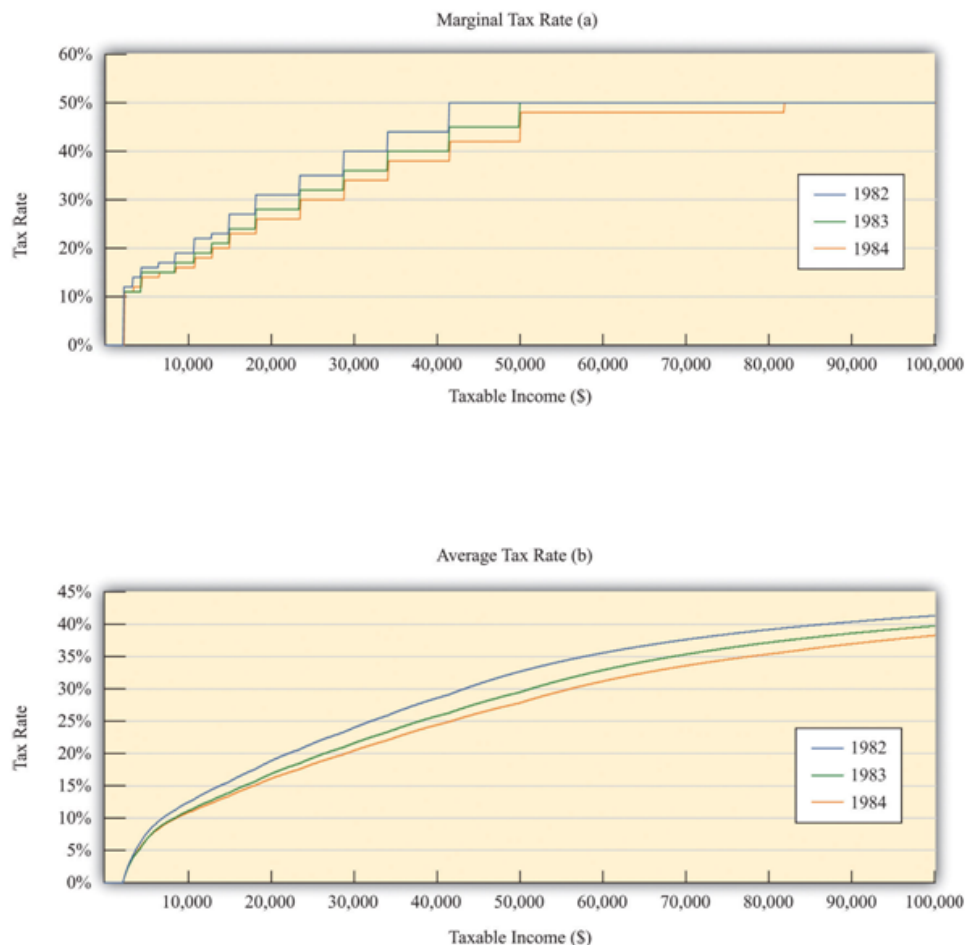 Marginal Tax Rate (a)
60%
50%
40%
30%
20%
10%
0%
Tax Rate
1982
1983
1984
10,000 20,000 30,000 40,000 50,000 60,000 70,000 80,000 90,000 100,000
Taxable Income ($)
Average Tax Rate (b)
45%
40%
35%
30%
25%
20%
15%
10%
5%
0%
Tax Rate
1982
1983
1984
10,000 20,000 30,000 40,000 50,000 60,000 70,000 80,000 90,000 100,000
Taxable Income ($)